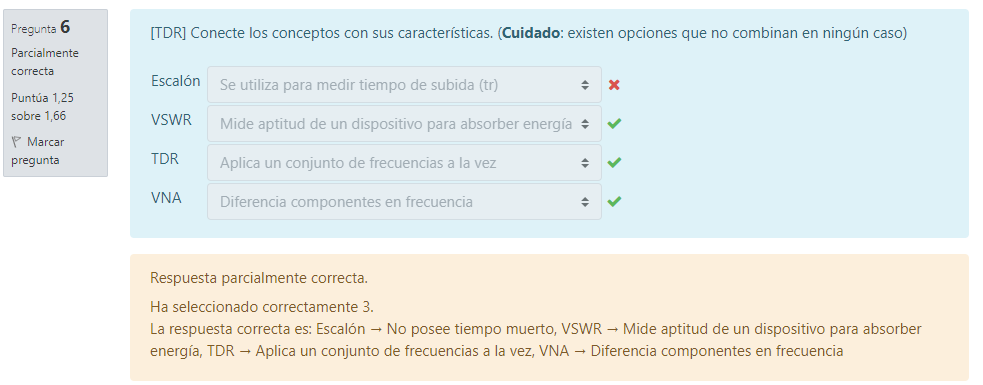 Pregunta 6
Parcialmente
correcta
Puntúa 1,25
sobre 1,66
Marcar
pregunta
[TDR] Conecte los conceptos con sus características. (Cuidado: existen opciones que no combinan en ningún caso)
Escalón Se utiliza para medir tiempo de subida (tr)
VSWR Mide aptitud de un dispositivo para absorber energía
TDR Aplica un conjunto de frecuencias a la vez
VNA Diferencia componentes en frecuencia
Respuesta parcialmente correcta.
Ha seleccionado correctamente 3.
La respuesta correcta es: Escalón → No posee tiempo muerto, VSWR → Mide aptitud de un dispositivo para absorber
energía, TDR → Aplica un conjunto de frecuencias a la vez, VNA → Diferencia componentes en frecuencia